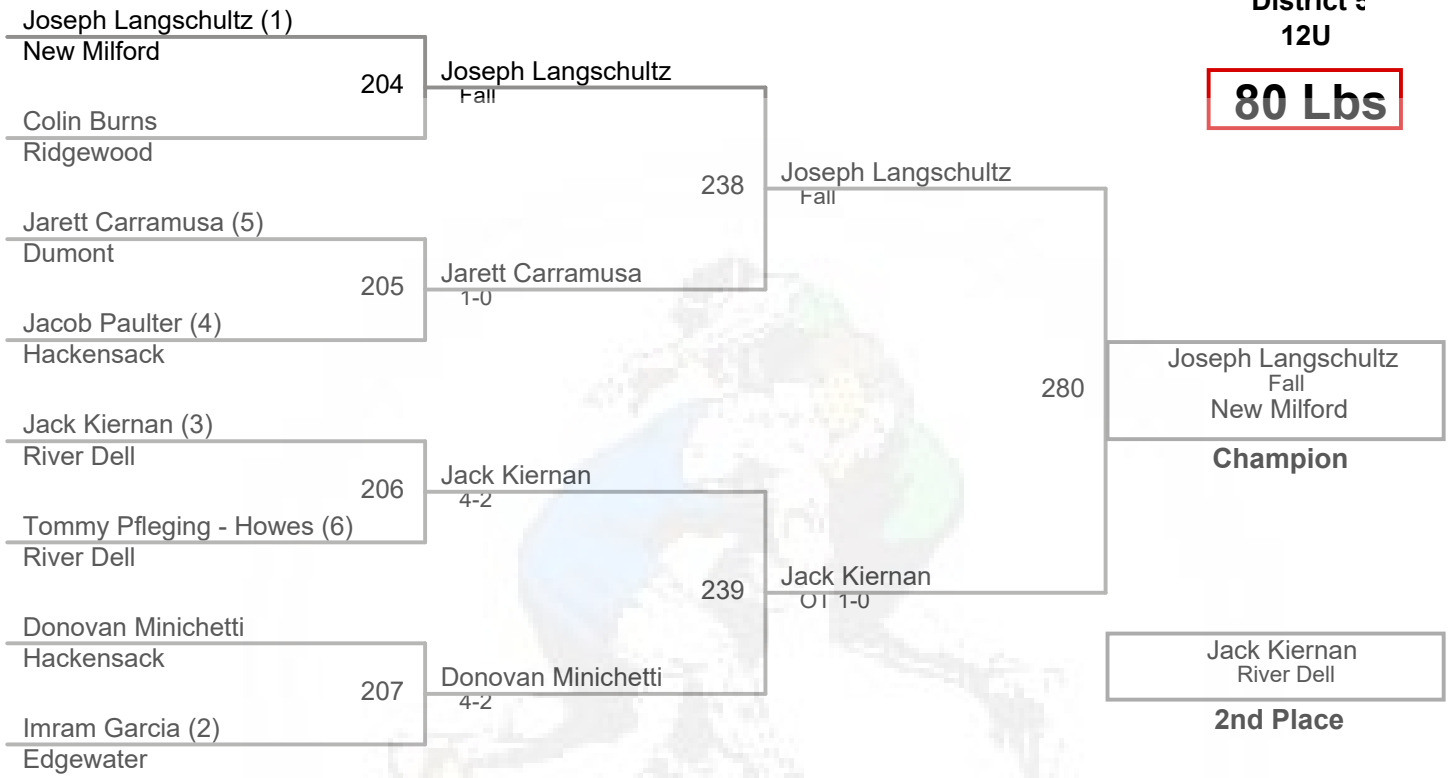 District 5
12U
80 Lbs
Joseph Langschultz (1)
New Milford
204
Colin Burns
Ridgewood
Jarett Carramusa (5)
Dumont
205
Jacob Paulter (4)
Hackensack
Jack Kiernan (3)
River Dell
206
Tommy Pfleging - Howes (6)
River Dell
Donovan Minichetti
Hackensack
207
Imram Garcia (2)
Edgewater
Joseph Langschultz
Fall
238
Jarett Carramusa
1-0
Jack Kiernan
4-2
239
Donovan Minichetti
4-2
Joseph Langschultz
Fall
280
Jack Kiernan
OT 1-0
Joseph Langschultz
Fall
New Milford
Champion
Jack Kiernan
River Dell
2nd Place